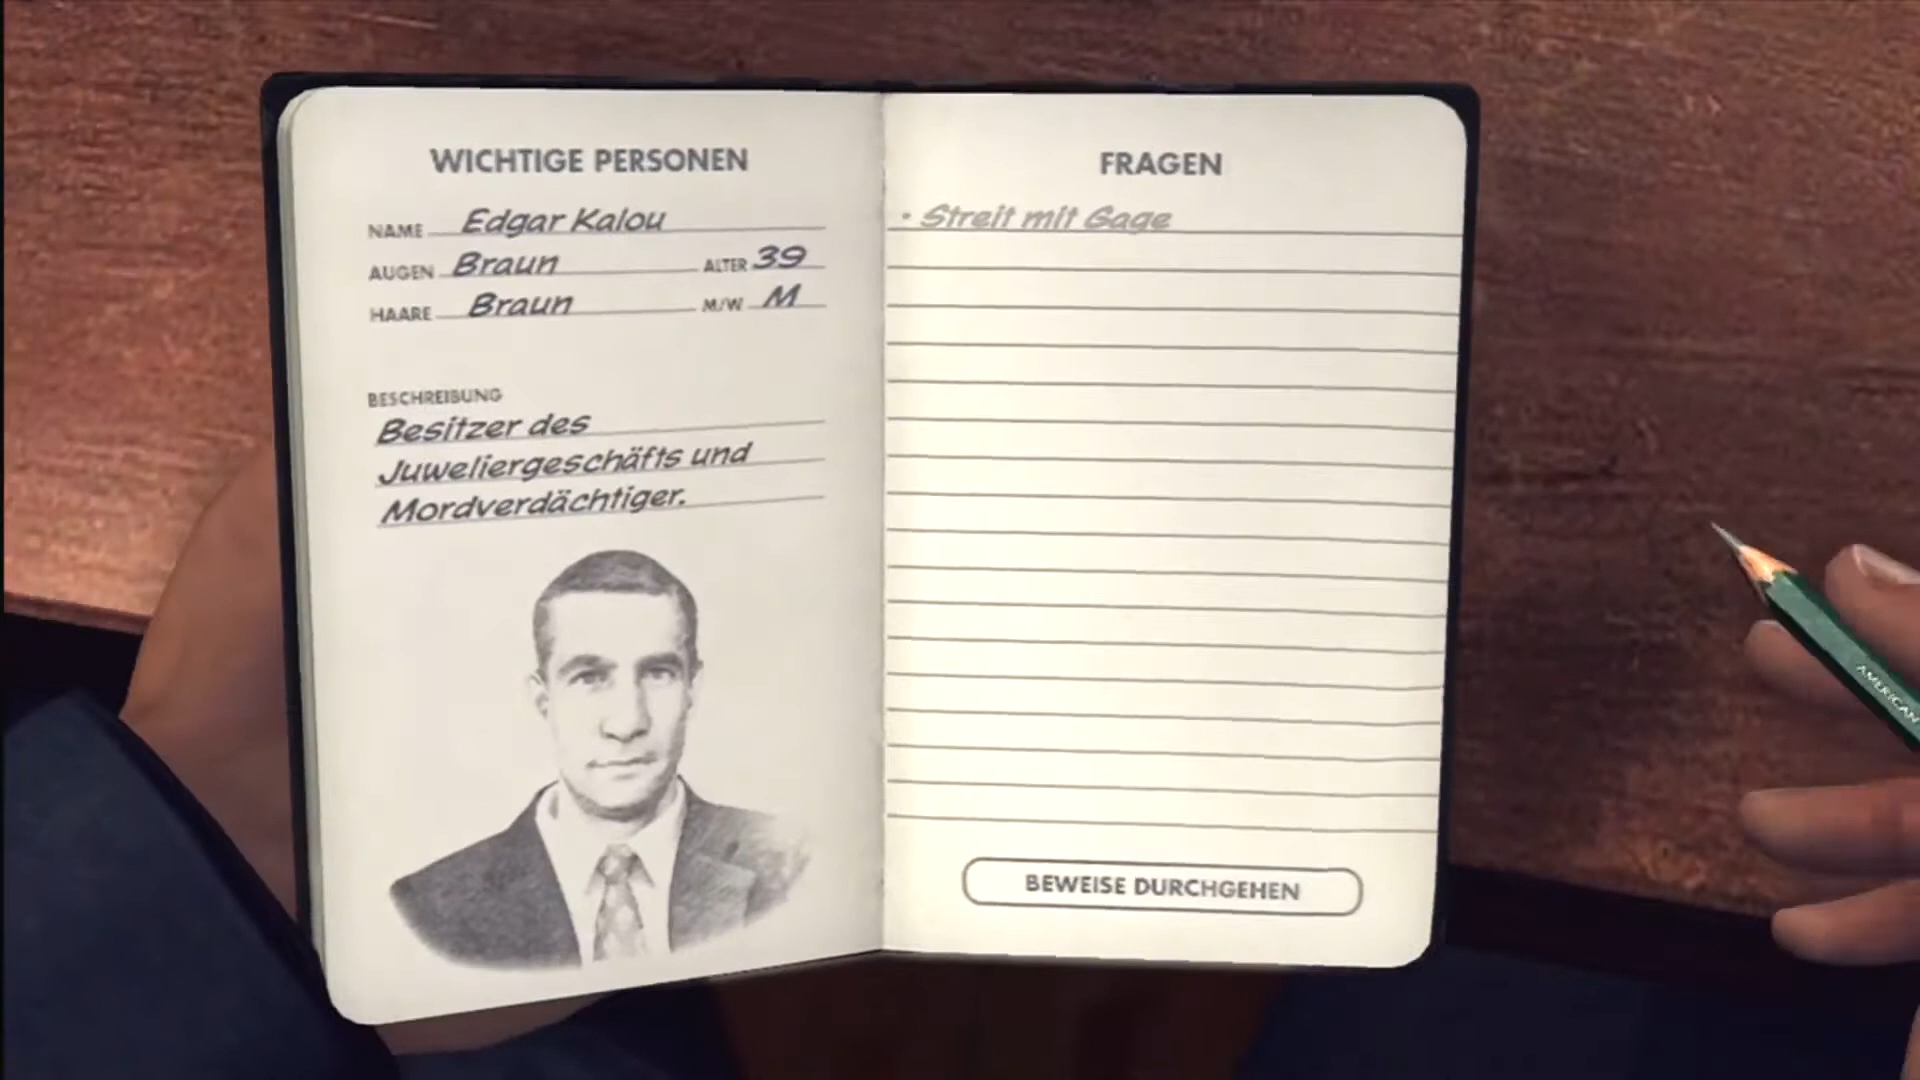 WICHTIGE PERSONEN
NAME Edgar Kalou
AUGEN Braun ALTER 39
HAARE Braun M/W M
BESCHREIBUNG
Besitzer des
Juweliergeschäfts und
Mordverdächtiger.
FRAGEN
• Streit mit Gage
BEWEISE DURCHGEHEN
AMERICAN